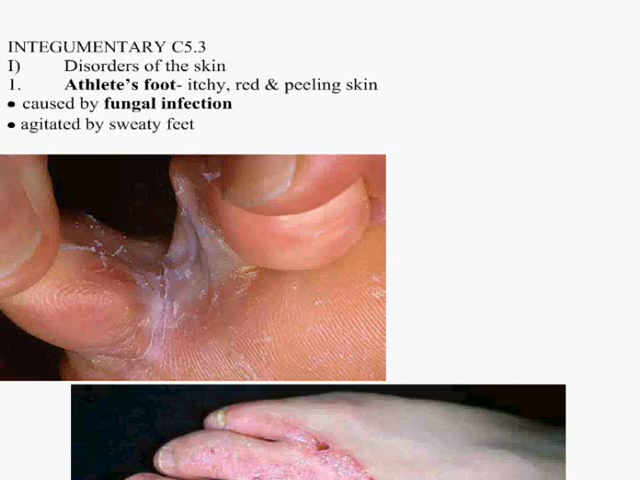 INTEGUMENTARY C5.3
I) Disorders of the skin
1. Athlete's foot- itchy, red & peeling skin
• caused by fungal infection
• agitated by sweaty feet